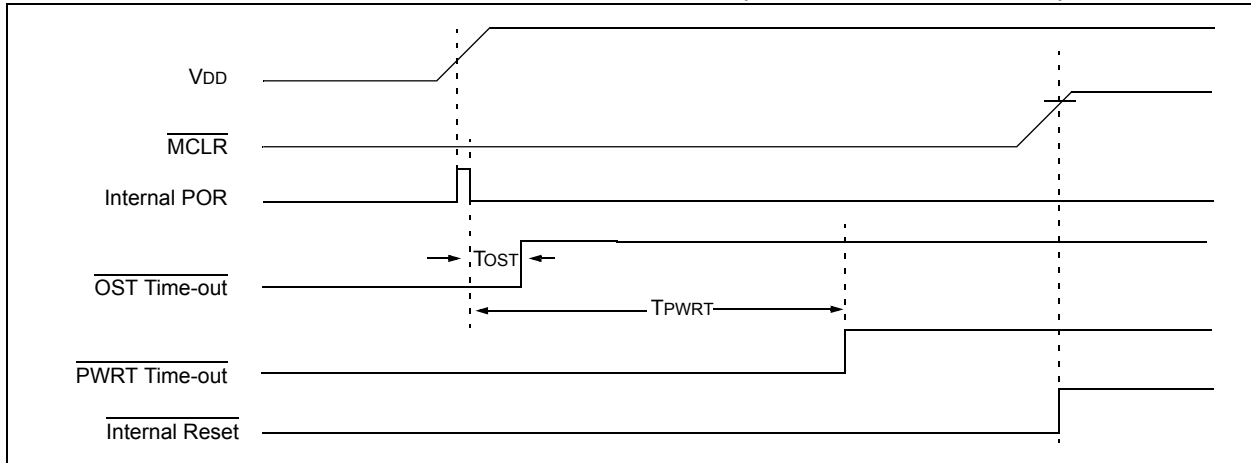 VDD
MCLR
Internal POR
TOST
OST Time-out
TPWRT
PWRT Time-out
Internal Reset